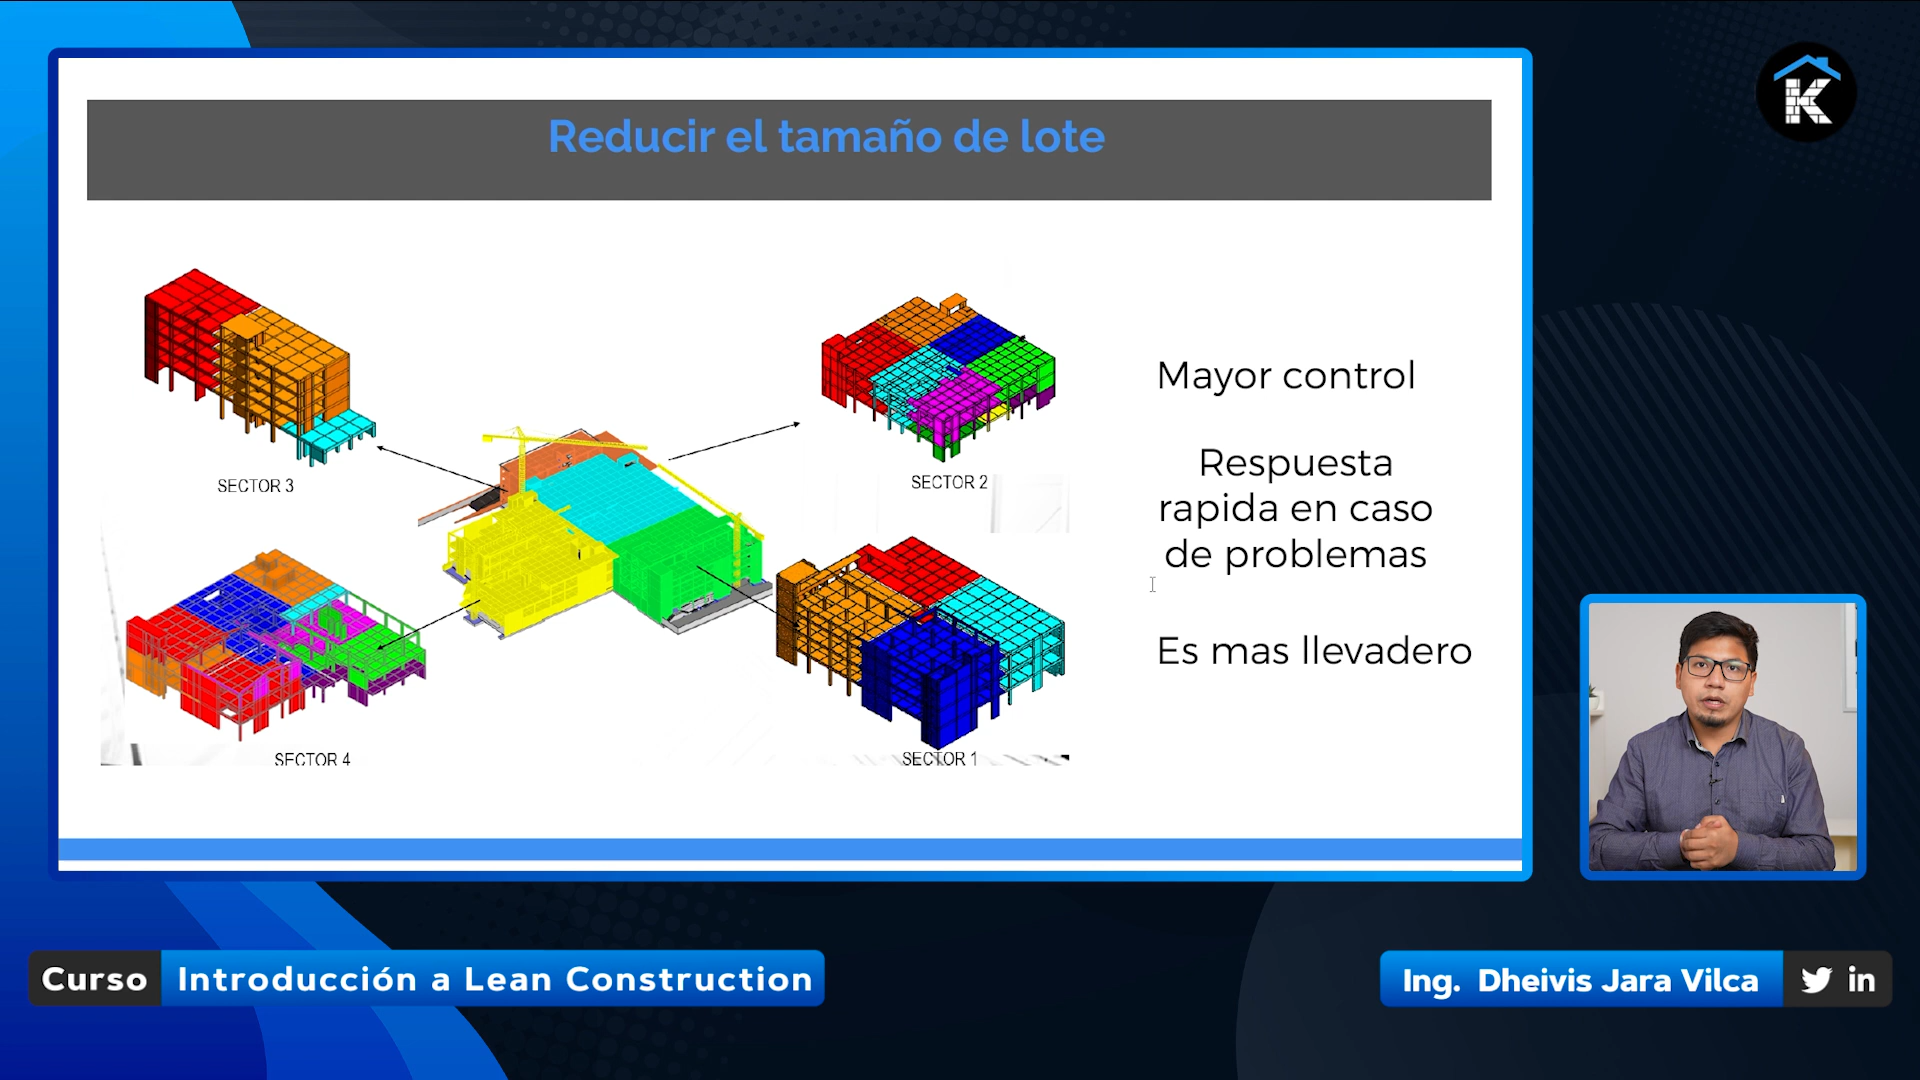 Reducir el tamaño de lote
SECTOR 3
SECTOR 2
SECTOR 4
SECTOR 1
Mayor control
Respuesta
rapida en caso
de problemas
Es mas llevadero
K
Curso Introducción a Lean Construction
Ing. Dheivis Jara Vilca
in